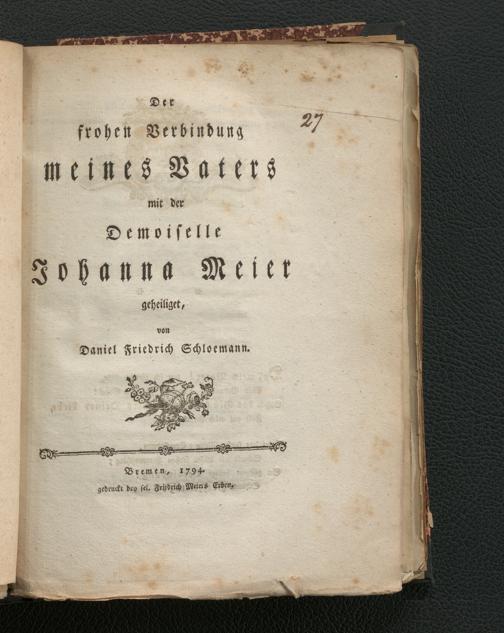 Der
27
frohen Verbindung
meines Vaters
mit der
Demoiselle
Johanna Meier
geheiliget,
von
Daniel Friedrich Schloemann.
Bremen, 1794.
gedruckt bey sel. Friedrich Meiers Erben.